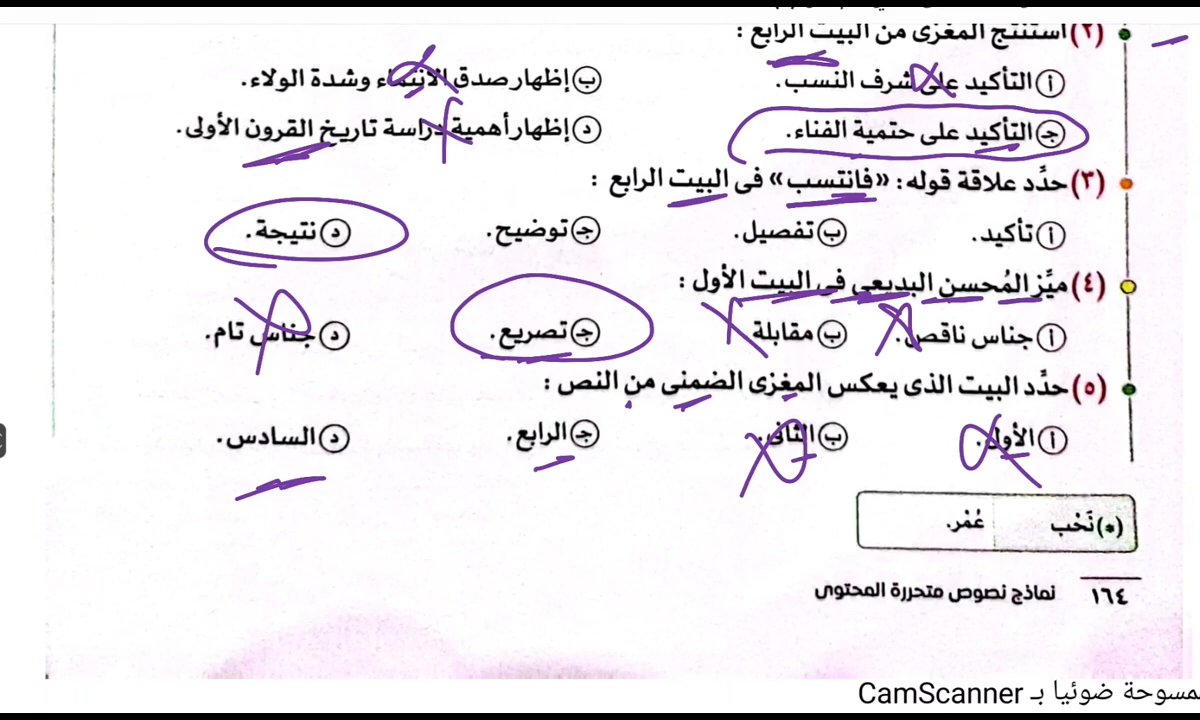 (٢) استنتج المغزى من البيت الرابع :
أ التأكيد على شرف النسب.
ب إظهار صدق الانتماء وشدة الولاء.
ج التأكيد على حتمية الفناء.
د إظهار أهمية دراسة تاريخ القرون الأولى.
(٣) حدِّد علاقة قوله: «فانتسب» فى البيت الرابع :
أ تأكيد.
ب تفصيل.
ج توضيح.
د نتيجة.
(٤) ميِّز المُحسن البديعى فى البيت الأول :
أ جناس ناقص.
ب مقابلة
ج تصريع.
د جناس تام.
(٥) حدِّد البيت الذى يعكس المغزى الضمنى من النص :
أ الأول.
ب الثانى.
ج الرابع.
د السادس.
(*) نَحْب عُمْر.
١٦٤ نماذج نصوص متحررة المحتوى
ضوئيا بـ CamScanner